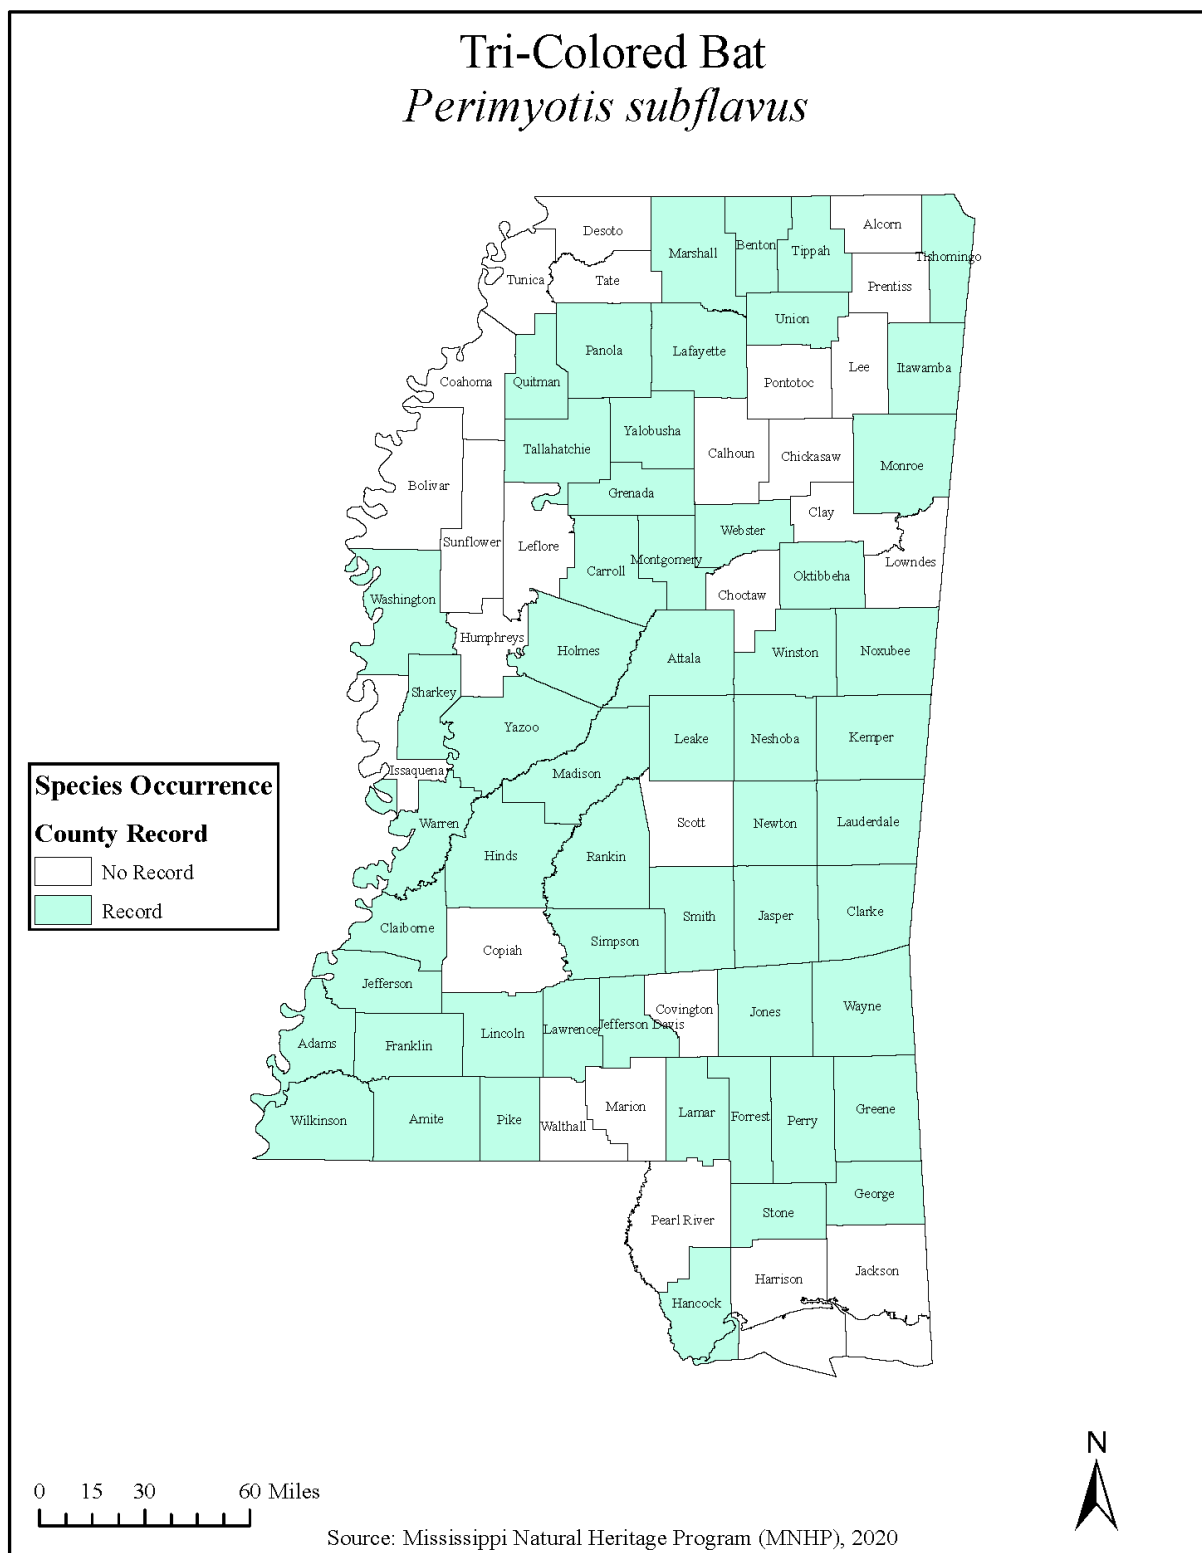 Tri-Colored Bat
Perimyotis subflavus
Desoto
Alcorn
Marshall
Benton
Tippah
Tishomingo
Tunica
Tate
Prentiss
Union
Panola
Lafayette
Lee
Itawamba
Coahoma
Quitman
Pontotoc
Yalobusha
Tallahatchie
Calhoun
Chickasaw
Monroe
Bolivar
Grenada
Clay
Sunflower
Leflore
Webster
Montgomery
Carroll
Lowndes
Oktibbeha
Choctaw
Washington
Humphreys
Holmes
Attala
Winston
Noxubee
Sharkey
Yazoo
Leake
Neshoba
Kemper
Issaquena
Madison
Warren
Scott
Newton
Lauderdale
Hinds
Rankin
Claiborne
Smith
Jasper
Clarke
Copiah
Simpson
Jefferson
Covington
Jones
Wayne
Lincoln
Lawrence
Jefferson Davis
Adams
Franklin
Wilkinson
Amite
Pike
Walthall
Marion
Lamar
Forrest
Perry
Greene
George
Pearl River
Stone
Jackson
Harrison
Hancock
Species Occurrence
County Record
No Record
Record
N
0 15 30 60 Miles
Source: Mississippi Natural Heritage Program (MNHP), 2020